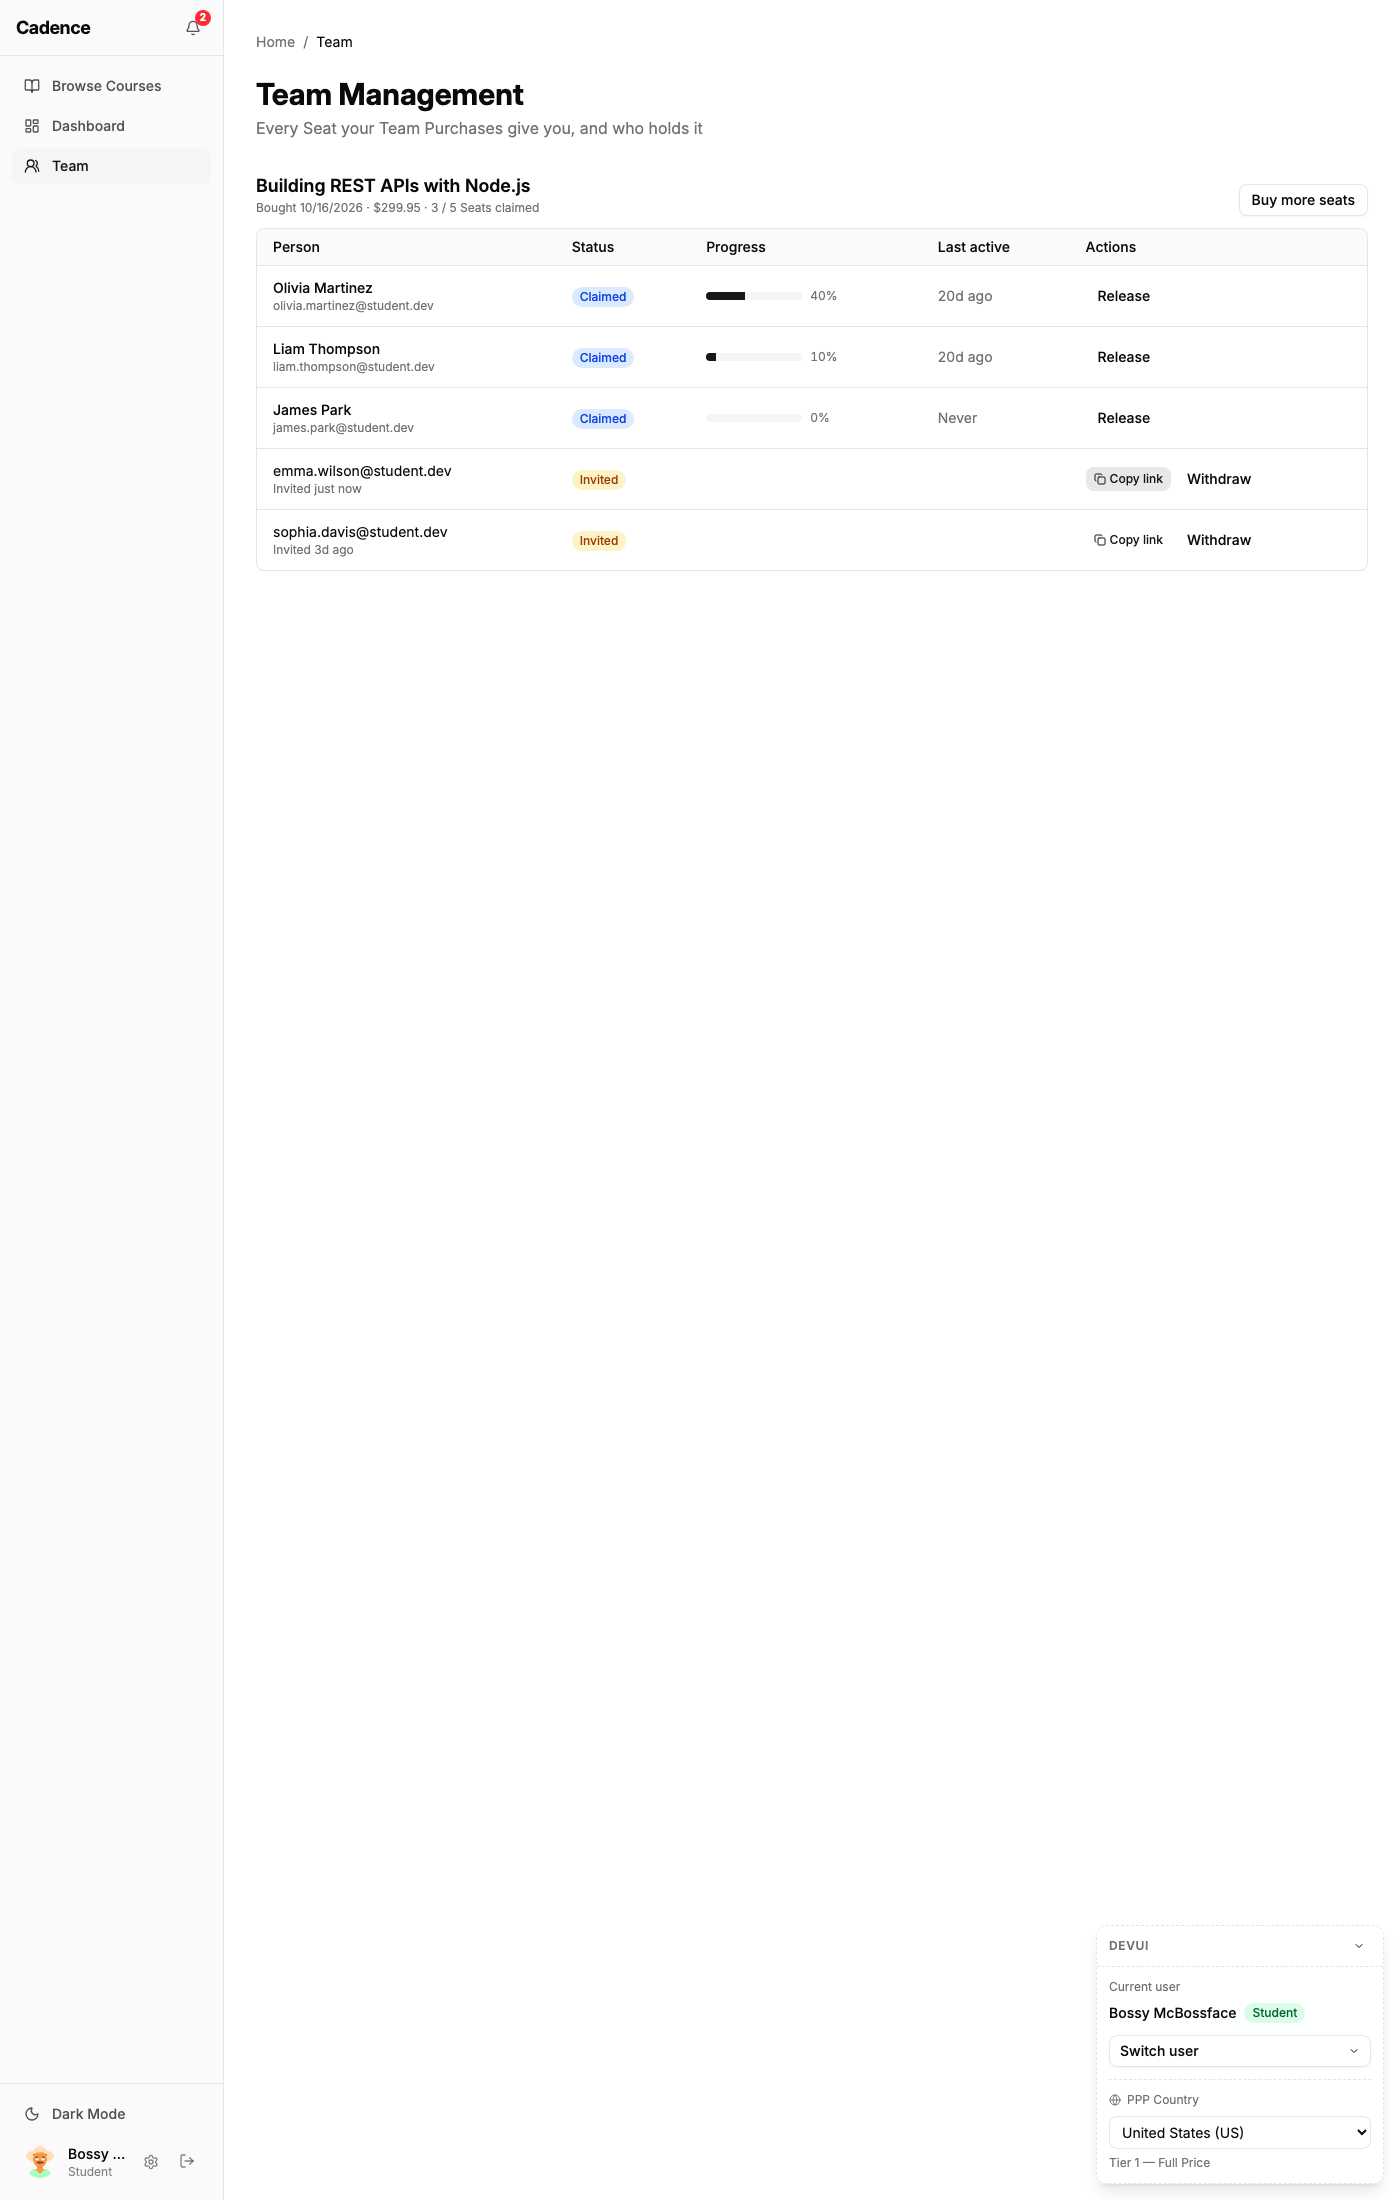 Cadence
2
Browse Courses
Dashboard
Team
Home / Team
Team Management
Every Seat your Team Purchases give you, and who holds it
Building REST APIs with Node.js
Bought 10/16/2026 · $299.95 · 3 / 5 Seats claimed
Buy more seats
Person Status Progress Last active Actions
Olivia Martinez
olivia.martinez@student.dev
Claimed 40% 20d ago Release
Liam Thompson
liam.thompson@student.dev
Claimed 10% 20d ago Release
James Park
james.park@student.dev
Claimed 0% Never Release
emma.wilson@student.dev
Invited just now
Invited Copy link Withdraw
sophia.davis@student.dev
Invited 3d ago
Invited Copy link Withdraw
DEVUI
Current user
Bossy McBossface Student
Switch user
PPP Country
United States (US)
Tier 1 — Full Price
Dark Mode
Bossy ...
Student